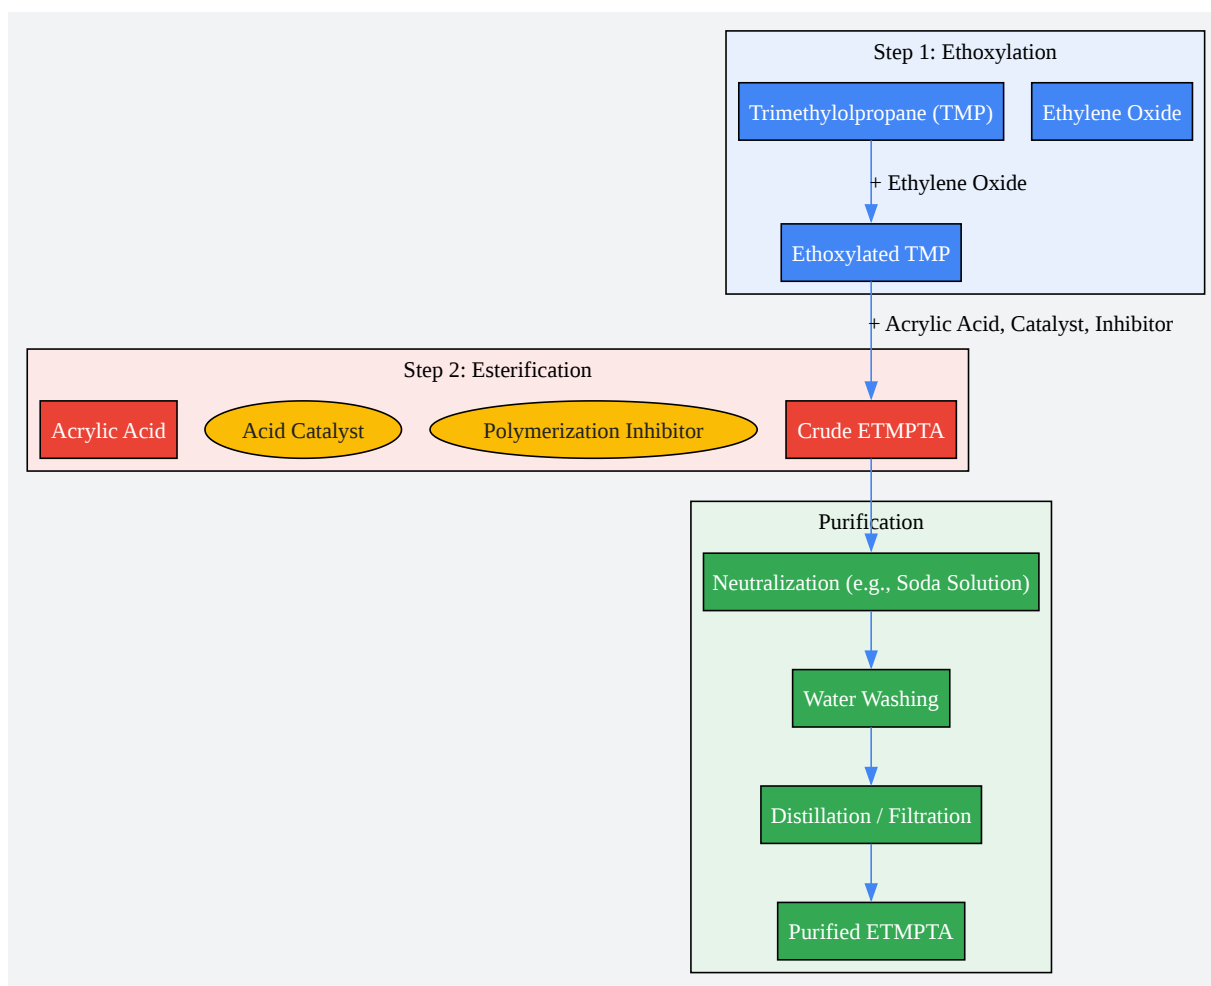 Step 1: Ethoxylation
Trimethylolpropane (TMP)
Ethylene Oxide
+ Ethylene Oxide
Ethoxylated TMP
+ Acrylic Acid, Catalyst, Inhibitor
Step 2: Esterification
Acrylic Acid
Acid Catalyst
Polymerization Inhibitor
Crude ETMPTA
Purification
Neutralization (e.g., Soda Solution)
Water Washing
Distillation / Filtration
Purified ETMPTA